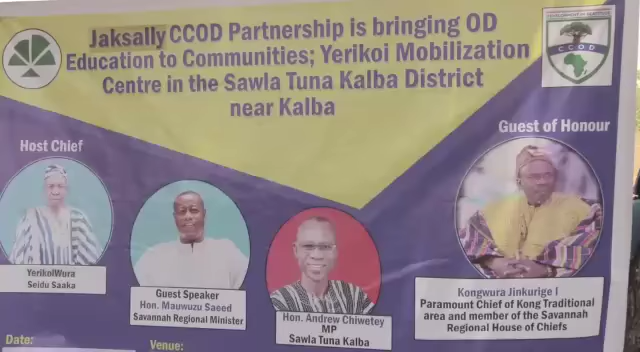 Jaksally CCOD Partnership is bringing OD
Education to Communities; Yerikoi Mobilization
Centre in the Sawla Tuna Kalba District
near Kalba
CCOD
Guest of Honour
Host Chief
YerikoiWura
Seidu Saaka
Guest Speaker
Hon. Mauwuzu Saeed
Savannah Regional Minister
Hon. Andrew Chiwetey
MP
Sawla Tuna Kalba
Kongwura Jinkurige I
Paramount Chief of Kong Traditional
area and member of the Savannah
Regional House of Chiefs
Date:
Venue: